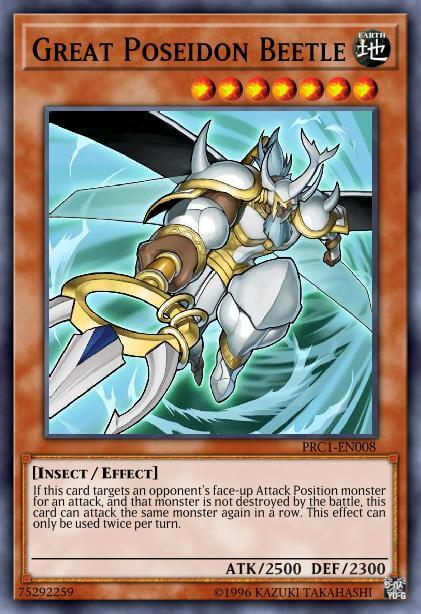 GREAT POSEIDON BEETLE
EARTH
地
PRC1-EN008
[INSECT / EFFECT]
If this card targets an opponent's face-up Attack Position monster
for an attack, and that monster is not destroyed by the battle, this
card can attack the same monster again in a row. This effect can
only be used twice per turn.
ATK/2500 DEF/2300
75292259
©1996 KAZUKI TAKAHASHI